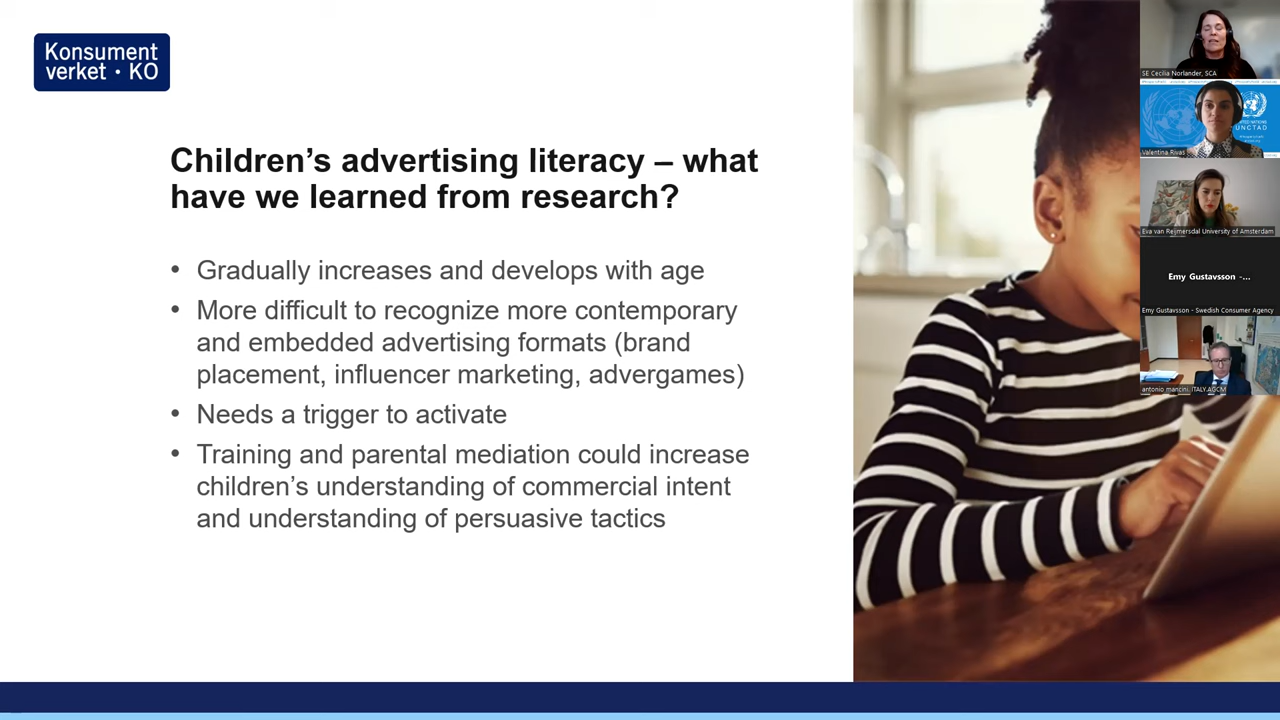 Konsument
verket • KO
Children’s advertising literacy – what
have we learned from research?
• Gradually increases and develops with age
• More difficult to recognize more contemporary
and embedded advertising formats (brand
placement, influencer marketing, advergames)
• Needs a trigger to activate
• Training and parental mediation could increase
children’s understanding of commercial intent
and understanding of persuasive tactics
SE Cecilia Norlander, SCA
UNITED NATIONS
UNCTAD
Valentina Rivas
Eva van Reijmersdal University of Amsterdam
Emy Gustavsson -...
Emy Gustavsson - Swedish Consumer Agency
antonio mancini, ITALY.AGCM